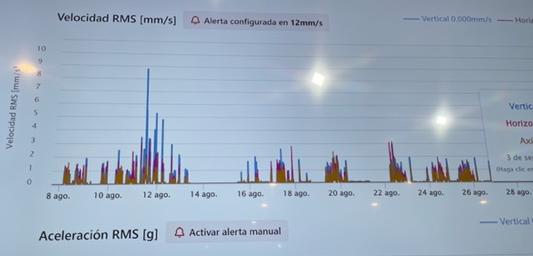 Velocidad RMS [mm/s]
Alerta configurada en 12mm/s
Vertical 0.000mm/s
Velocidad RMS [mm/s]
10
9
8
7
6
5
4
3
2
1
0
Vertic
Horizo
Axi
3 de se
(Haga clic en
8 ago. 10 ago. 12 ago. 14 ago. 16 ago. 18 ago. 20 ago. 22 ago. 24 ago. 26 ago. 28 ago.
Vertical
Aceleración RMS [g]
Activar alerta manual